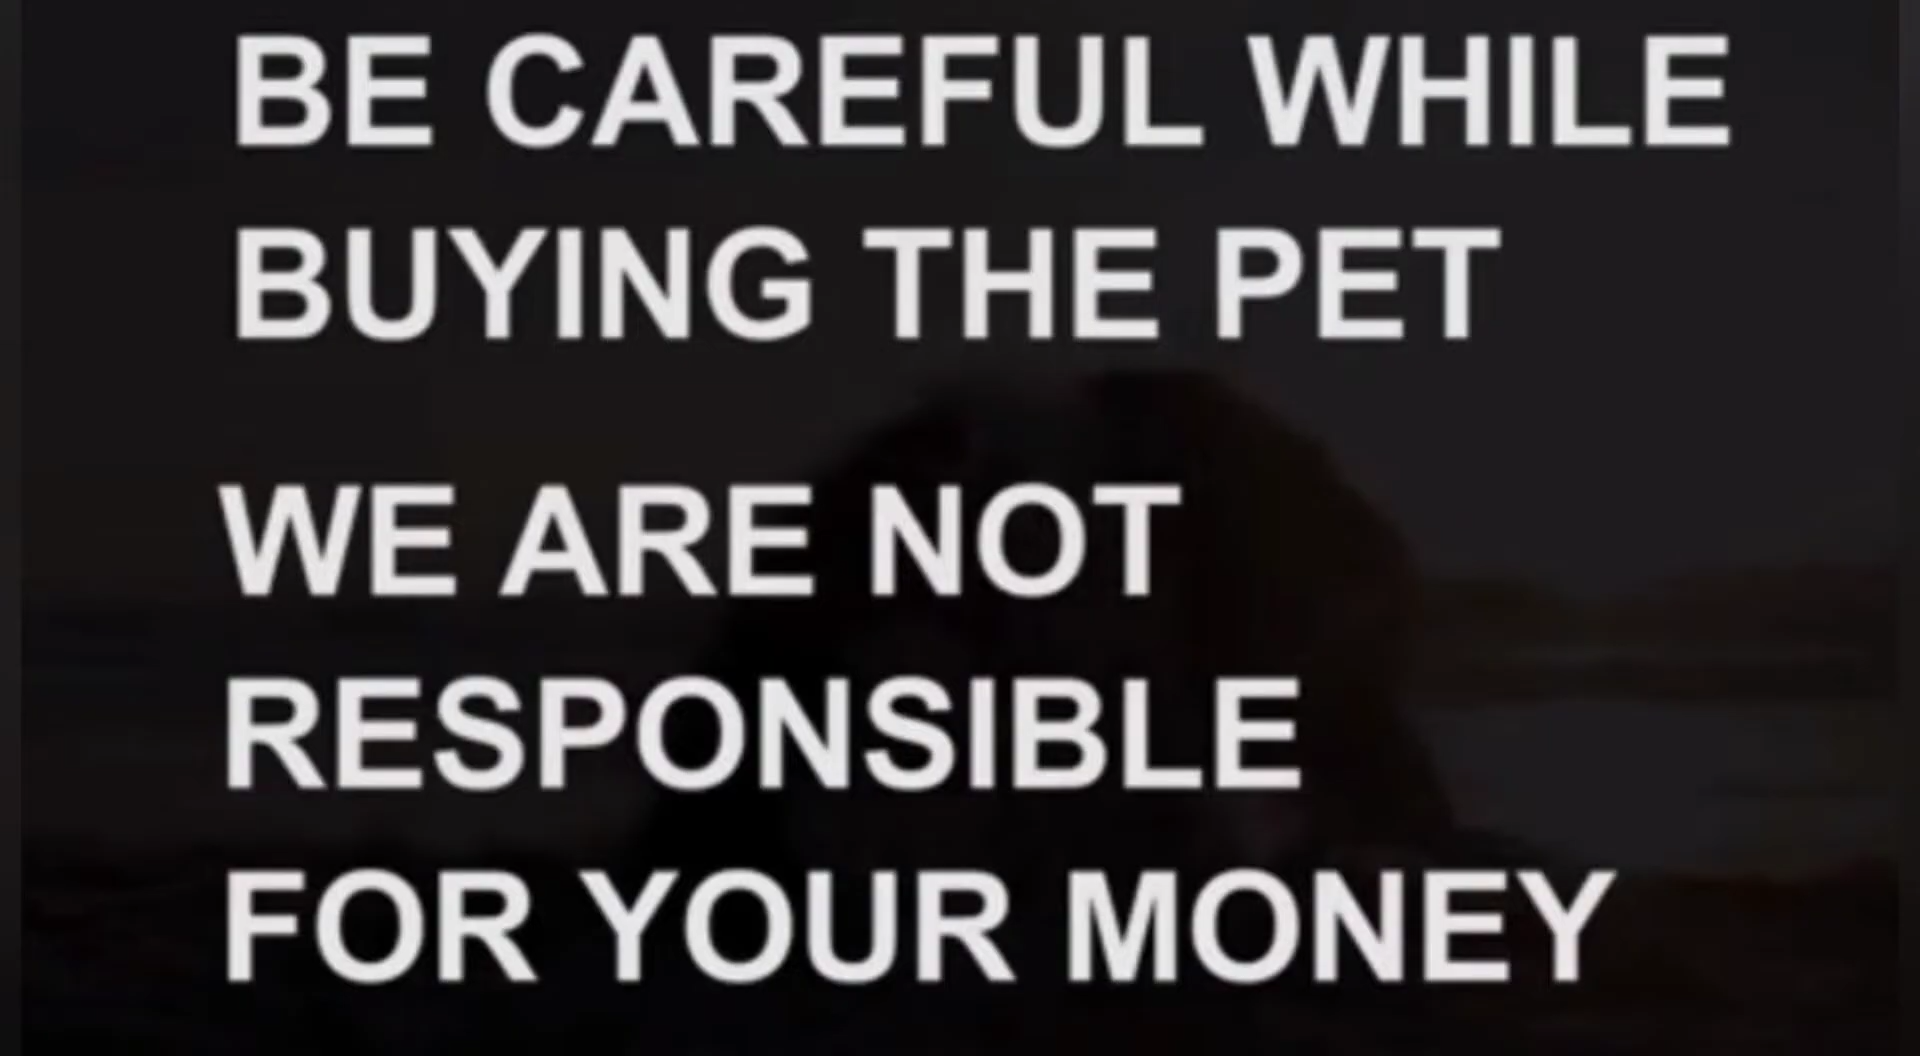 BE CAREFUL WHILE
BUYING THE PET
WE ARE NOT
RESPONSIBLE
FOR YOUR MONEY